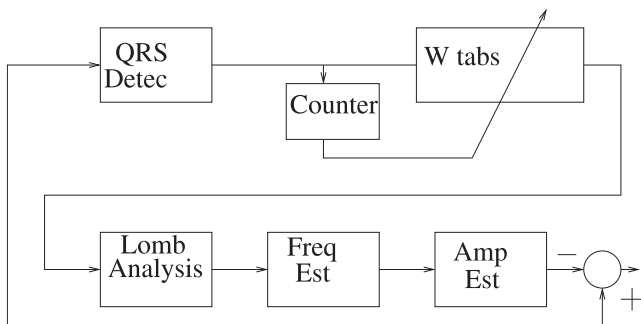 QRS
Detec
W tabs
Counter
Lomb
Analysis
Freq
Est
Amp
Est
−
+